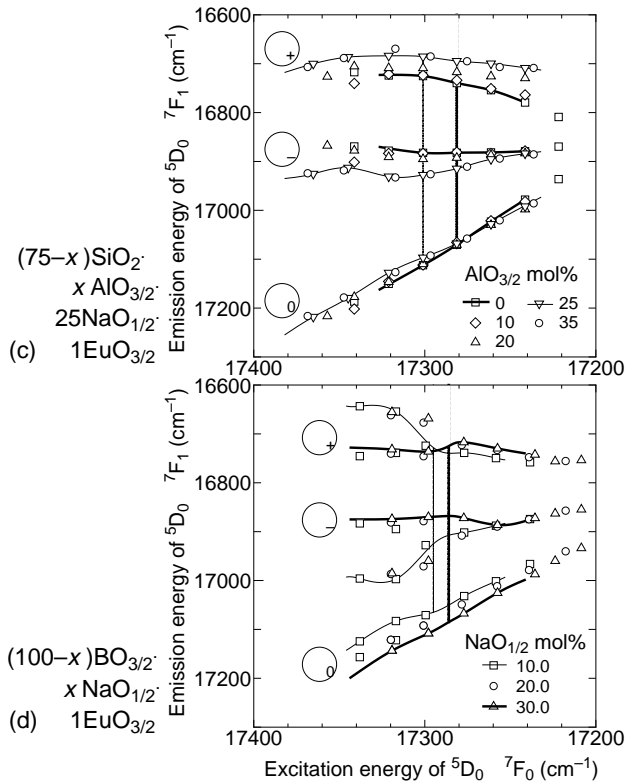 16600
16800
17000
17200
17400 17300 17200
Emission energy of ⁵D₀ ⁷F₁ (cm⁻¹)
+
−
0
(75−x)SiO₂·
x AlO₃/₂·
25NaO₁/₂·
(c) 1EuO₃/₂
AlO₃/₂ mol%
0 25
10 35
20
16600
16800
17000
17200
17400 17300 17200
Emission energy of ⁵D₀ ⁷F₁ (cm⁻¹)
+
−
0
(100−x)BO₃/₂·
x NaO₁/₂·
(d) 1EuO₃/₂
NaO₁/₂ mol%
10.0
20.0
30.0
Excitation energy of ⁵D₀ ⁷F₀ (cm⁻¹)